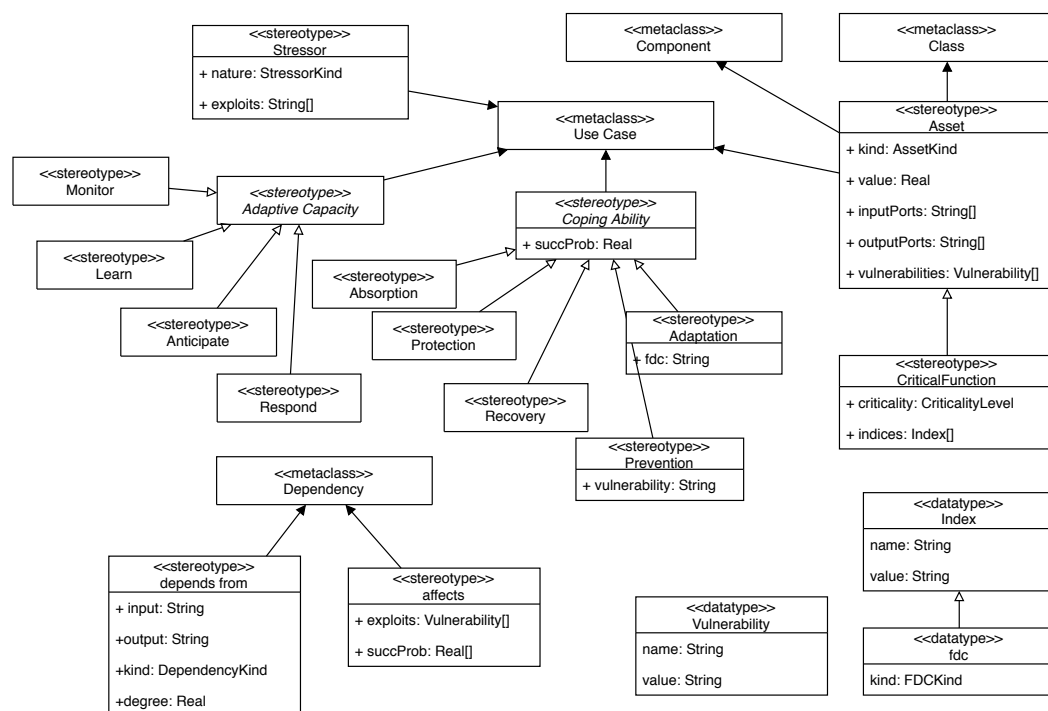 <<stereotype>>
Stressor
+ nature: StressorKind
+ exploits: String[]
<<metaclass>>
Component
<<metaclass>>
Class
<<metaclass>>
Use Case
<<stereotype>>
Asset
+ kind: AssetKind
+ value: Real
+ inputPorts: String[]
+ outputPorts: String[]
+ vulnerabilities: Vulnerability[]
<<stereotype>>
Monitor
<<stereotype>>
Adaptive Capacity
<<stereotype>>
Coping Ability
+ succProb: Real
<<stereotype>>
Learn
<<stereotype>>
Absorption
<<stereotype>>
Anticipate
<<stereotype>>
Protection
<<stereotype>>
Adaptation
+ fdc: String
<<stereotype>>
Respond
<<stereotype>>
Recovery
<<stereotype>>
CriticalFunction
+ criticality: CriticalityLevel
+ indices: Index[]
<<stereotype>>
Prevention
+ vulnerability: String
<<metaclass>>
Dependency
<<datatype>>
Index
name: String
value: String
<<stereotype>>
depends from
+ input: String
+output: String
+kind: DependencyKind
+degree: Real
<<stereotype>>
affects
+ exploits: Vulnerability[]
+ succProb: Real[]
<<datatype>>
Vulnerability
name: String
value: String
<<datatype>>
fdc
kind: FDCKind